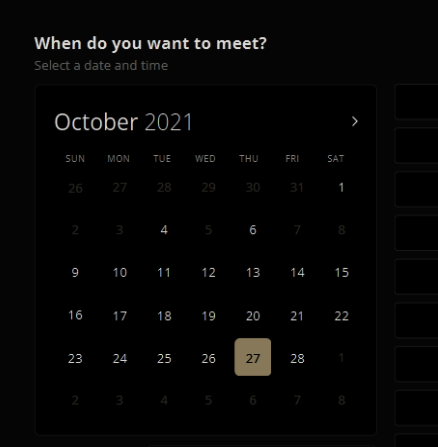 When do you want to meet?
Select a date and time
October 2021
SUN MON TUE WED THU FRI SAT
26 27 28 29 30 31 1
2 3 4 5 6 7 8
9 10 11 12 13 14 15
16 17 18 19 20 21 22
23 24 25 26 27 28 1
2 3 4 5 6 7 8